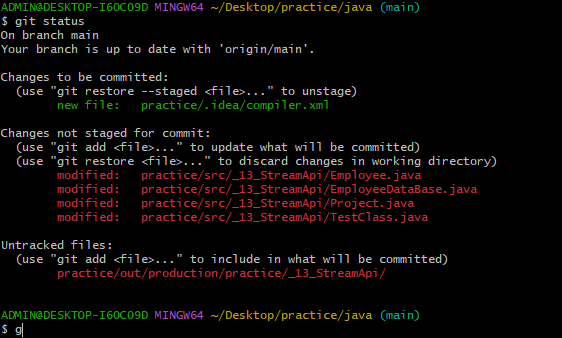 ADMIN@DESKTOP-I6OCO9D MINGW64 ~/Desktop/practice/java (main)
$ git status
On branch main
Your branch is up to date with 'origin/main'.

Changes to be committed:
  (use "git restore --staged <file>..." to unstage)
        new file:   practice/.idea/compiler.xml

Changes not staged for commit:
  (use "git add <file>..." to update what will be committed)
  (use "git restore <file>..." to discard changes in working directory)
        modified:   practice/src/_13_StreamApi/Employee.java
        modified:   practice/src/_13_StreamApi/EmployeeDataBase.java
        modified:   practice/src/_13_StreamApi/Project.java
        modified:   practice/src/_13_StreamApi/TestClass.java

Untracked files:
  (use "git add <file>..." to include in what will be committed)
        practice/out/production/practice/_13_StreamApi/

ADMIN@DESKTOP-I6OCO9D MINGW64 ~/Desktop/practice/java (main)
$ g